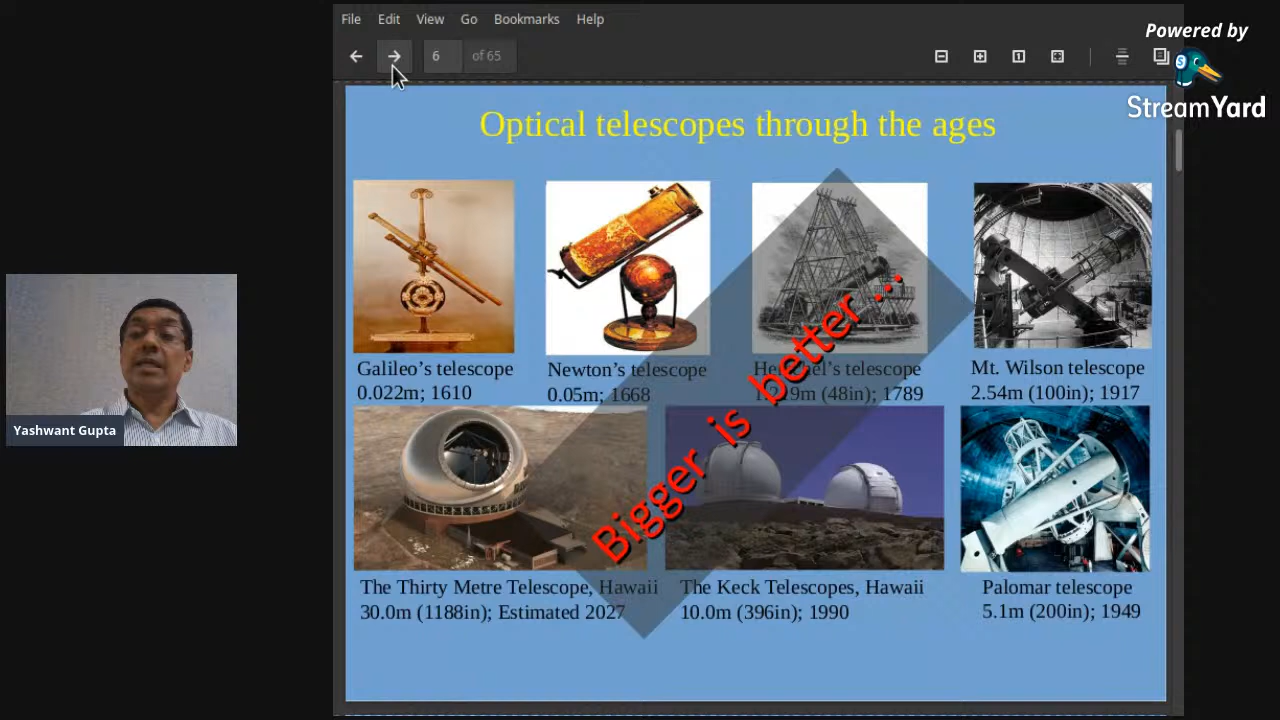 File Edit View Go Bookmarks Help
6 of 65
Powered by
StreamYard
Optical telescopes through the ages
Galileo's telescope
0.022m; 1610
Newton's telescope
0.05m; 1668
telescope
(48in); 1789
Mt. Wilson telescope
2.54m (100in); 1917
Bigger is better ...
The Thirty Metre Telescope, Hawaii
30.0m (1188in); Estimated 2027
The Keck Telescopes, Hawaii
10.0m (396in); 1990
Palomar telescope
5.1m (200in); 1949
Yashwant Gupta